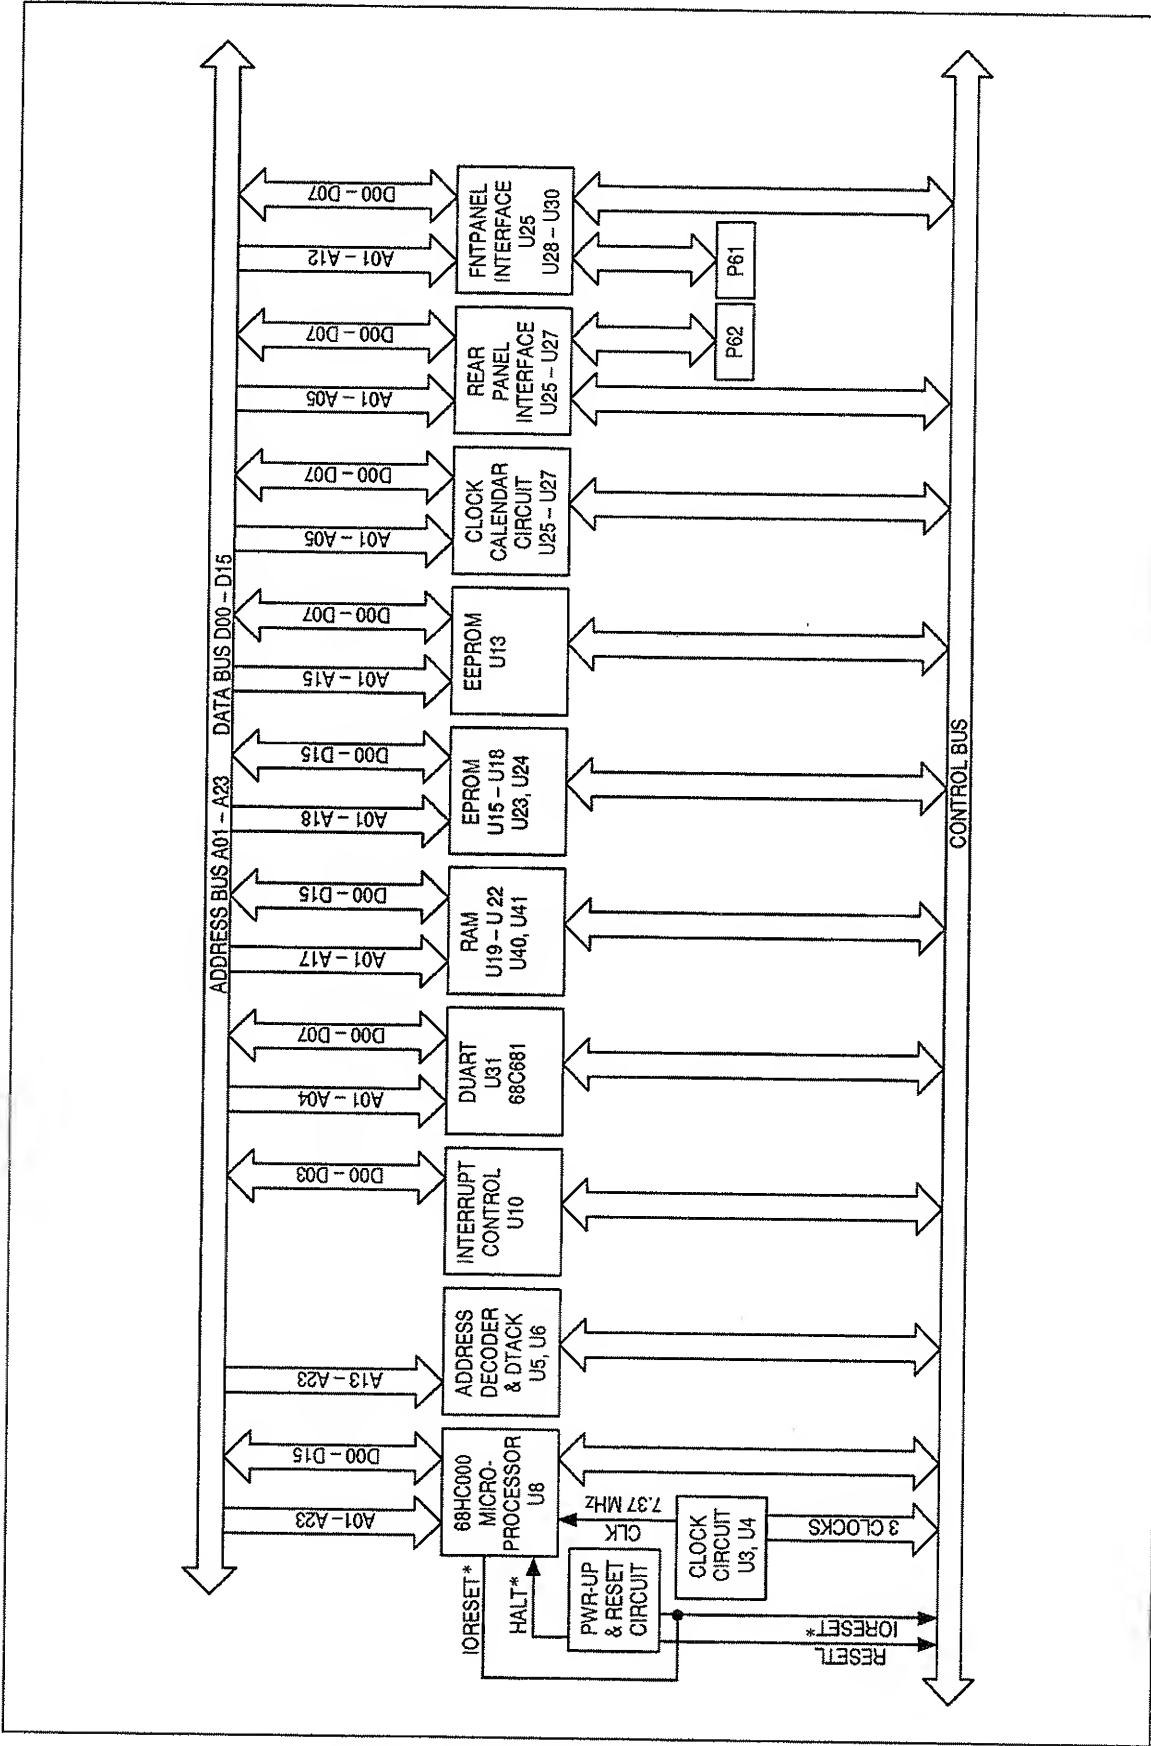 ADDRESS BUS A01 – A23
DATA BUS D00 – D15
A01–A23
D00 – D15
A13 – A23
D00 – D03
A01 – A04
D00 – D07
A01 – A17
D00 – D15
A01 – A18
D00 – D15
A01 – A15
D00 – D07
A01 – A05
D00 – D07
A01 – A05
D00 – D07
A01 – A12
D00 – D07
68HC000
MICRO-
PROCESSOR
U8
ADDRESS
DECODER
& DTACK
U5, U6
INTERRUPT
CONTROL
U10
DUART
U31
68C681
RAM
U19 – U 22
U40, U41
EPROM
U15 – U18
U23, U24
EEPROM
U13
CLOCK
CALENDAR
CIRCUIT
U25 – U27
REAR
PANEL
INTERFACE
U25 – U27
FNTPANEL
INTERFACE
U25
U28 – U30
IORESET*
HALT*
CLK
7.37 MHz
PWR-UP
& RESET
CIRCUIT
CLOCK
CIRCUIT
U3, U4
P62
P61
RESETL
IORESET*
3 CLOCKS
CONTROL BUS